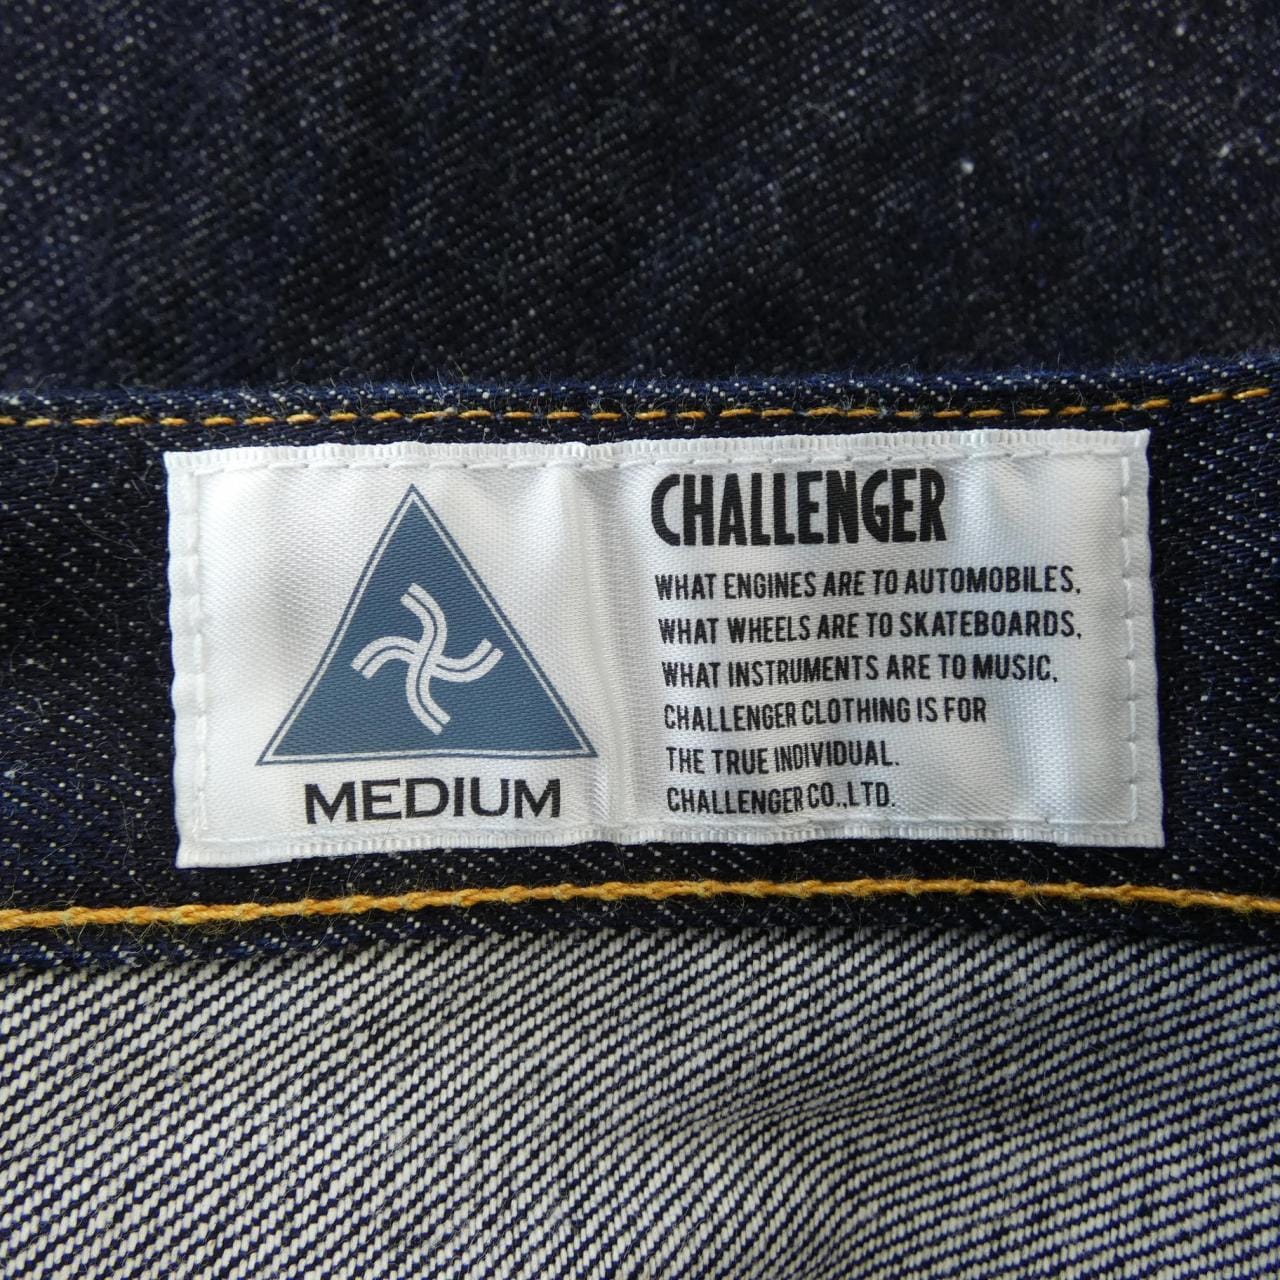 CHALLENGER
WHAT ENGINES ARE TO AUTOMOBILES,
WHAT WHEELS ARE TO SKATEBOARDS,
WHAT INSTRUMENTS ARE TO MUSIC.
CHALLENGER CLOTHING IS FOR
THE TRUE INDIVIDUAL.
CHALLENGER CO.,LTD.
MEDIUM